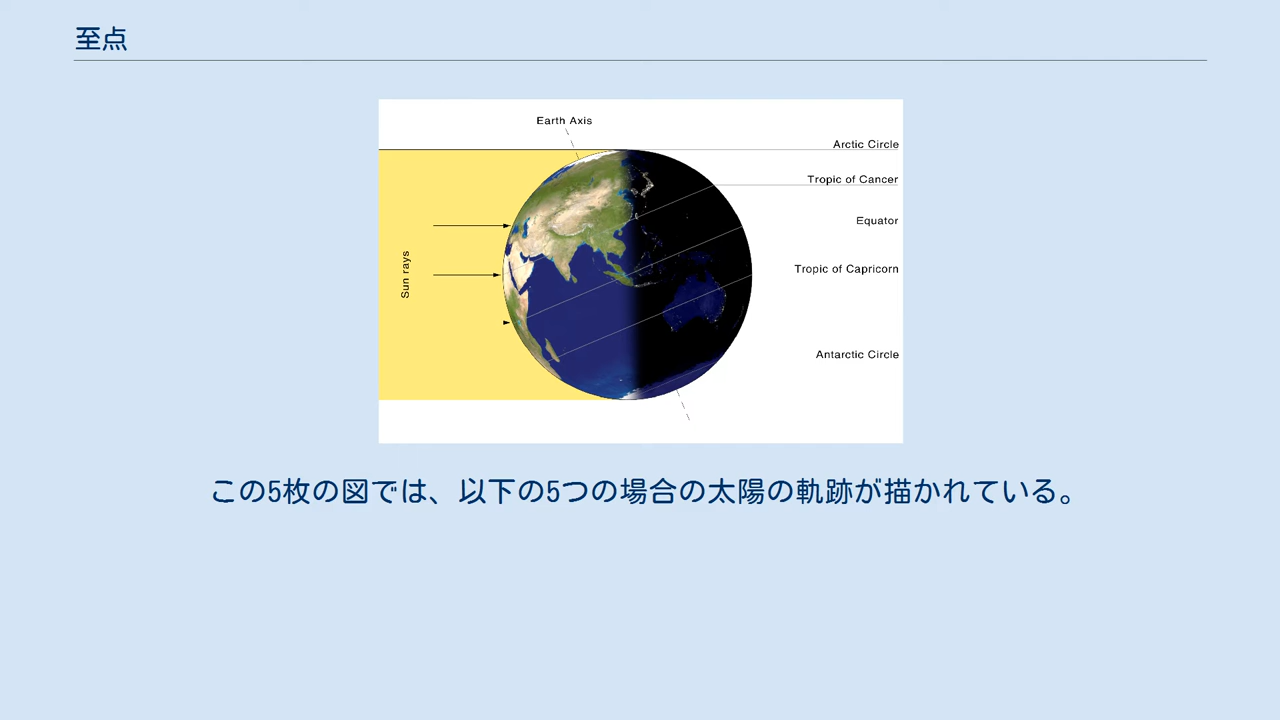 至点
Earth Axis
Arctic Circle
Tropic of Cancer
Equator
Sun rays
Tropic of Capricorn
Antarctic Circle
この5枚の図では、以下の5つの場合の太陽の軌跡が描かれている。